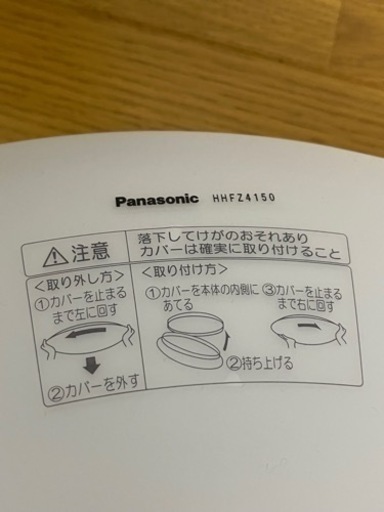 Panasonic HHFZ4150
注意
落下してけがのおそれあり
カバーは確実に取り付けること
<取り外し方>
①カバーを止まる
まで左に回す
②カバーを外す
<取り付け方>
①カバーを本体の内側に
あてる
②持ち上げる
③カバーを止まる
まで右に回す